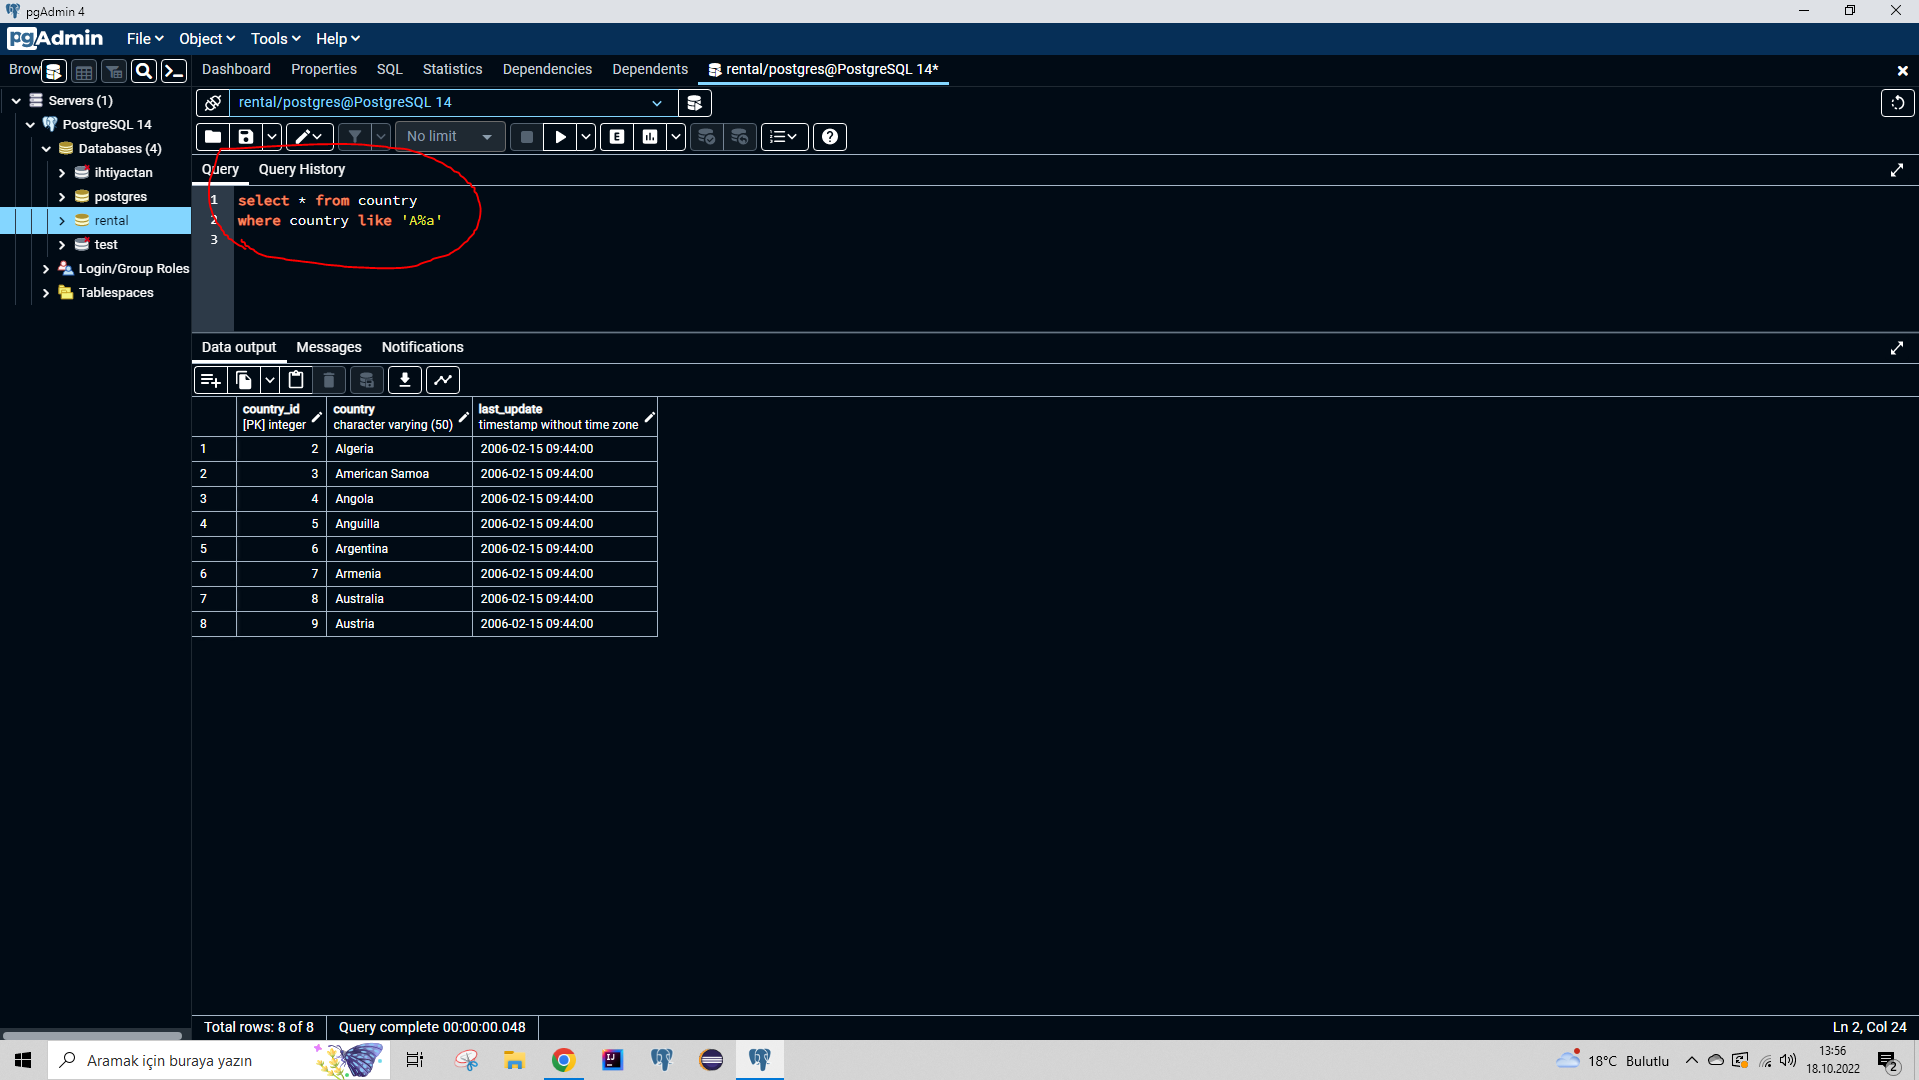 pgAdmin 4
pgAdmin File Object Tools Help
Brow
Dashboard Properties SQL Statistics Dependencies Dependents rental/postgres@PostgreSQL 14*
Servers (1)
PostgreSQL 14
Databases (4)
ihtiyactan
postgres
rental
test
Login/Group Roles
Tablespaces
rental/postgres@PostgreSQL 14
No limit
E
Query Query History
1 select * from country
2 where country like 'A%a'
3
Data output Messages Notifications
country_id country last_update
[PK] integer character varying (50) timestamp without time zone
1 2 Algeria 2006-02-15 09:44:00
2 3 American Samoa 2006-02-15 09:44:00
3 4 Angola 2006-02-15 09:44:00
4 5 Anguilla 2006-02-15 09:44:00
5 6 Argentina 2006-02-15 09:44:00
6 7 Armenia 2006-02-15 09:44:00
7 8 Australia 2006-02-15 09:44:00
8 9 Austria 2006-02-15 09:44:00
Total rows: 8 of 8 Query complete 00:00:00.048 Ln 2, Col 24
Aramak için buraya yazın
IJ
18°C Bulutlu
13:56
18.10.2022
2